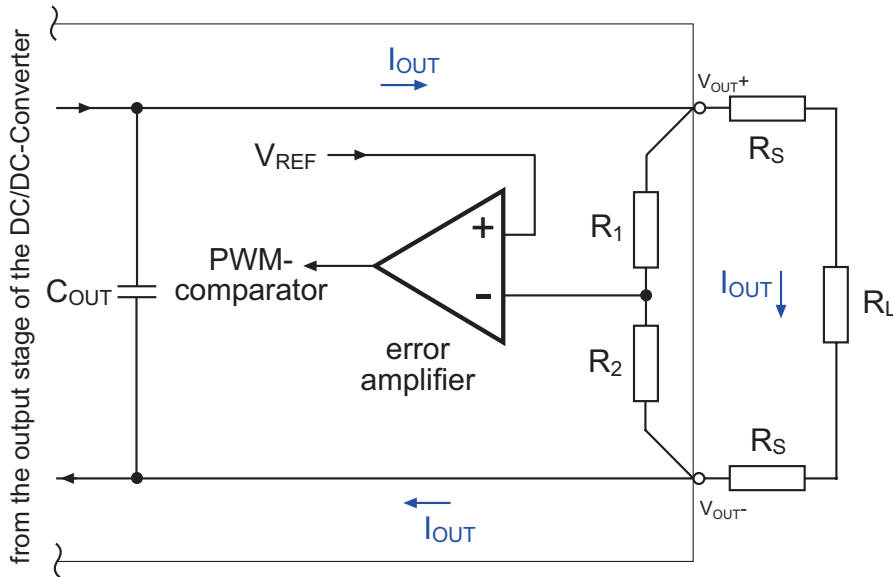 from the output stage of the DC/DC-Converter
IOUT
VOUT+
RS
VREF
+
R1
PWM-
comparator
COUT
-
IOUT
RL
error
amplifier
R2
RS
VOUT-
IOUT